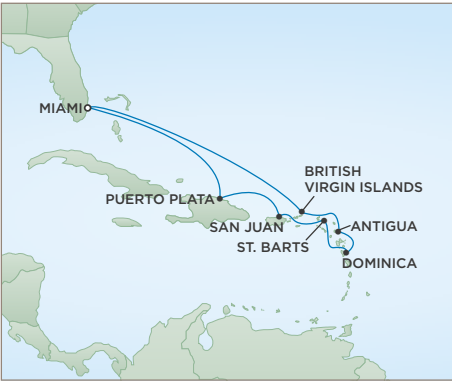 MIAMI
BRITISH
VIRGIN ISLANDS
PUERTO PLATA
SAN JUAN
ANTIGUA
ST. BARTS
DOMINICA